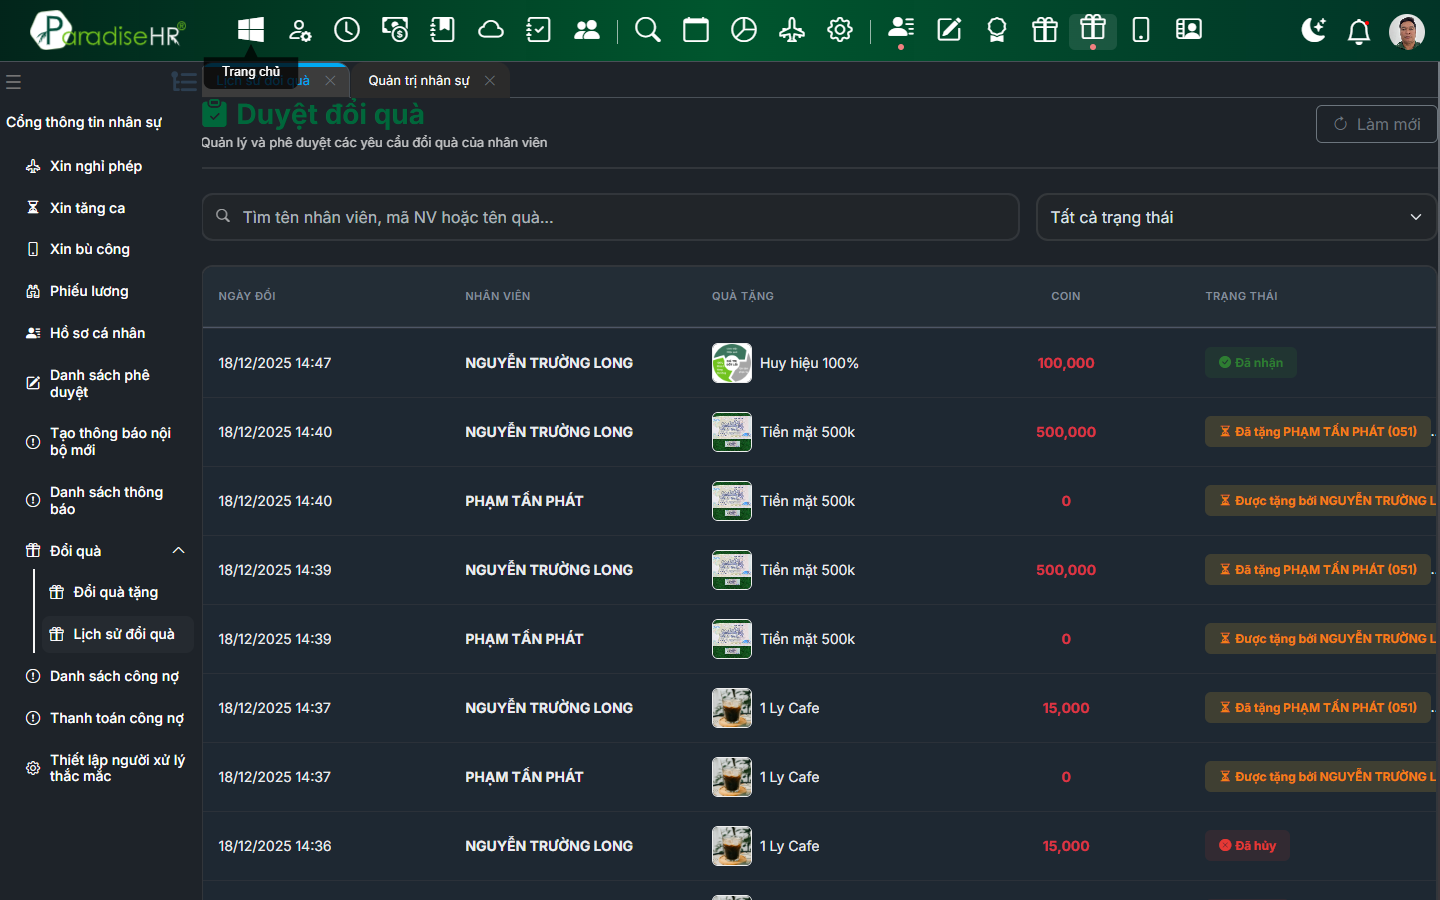 ParadiseHR®
Trang chủ
Lịch sử đổi quà
Quản trị nhân sự
Cổng thông tin nhân sự
Xin nghỉ phép
Xin tăng ca
Xin bù công
Phiếu lương
Hồ sơ cá nhân
Danh sách phê
duyệt
Tạo thông báo nội
bộ mới
Danh sách thông
báo
Đổi quà
Đổi quà tặng
Lịch sử đổi quà
Danh sách công nợ
Thanh toán công nợ
Thiết lập người xử lý
thắc mắc
Duyệt đổi quà
Quản lý và phê duyệt các yêu cầu đổi quà của nhân viên
Làm mới
Tìm tên nhân viên, mã NV hoặc tên quà...
Tất cả trạng thái
NGÀY ĐỔI NHÂN VIÊN QUÀ TẶNG COIN TRẠNG THÁI
18/12/2025 14:47 NGUYỄN TRƯỜNG LONG Huy hiệu 100% 100,000 Đã nhận
18/12/2025 14:40 NGUYỄN TRƯỜNG LONG Tiền mặt 500k 500,000 Đã tặng PHẠM TẤN PHÁT (051)
18/12/2025 14:40 PHẠM TẤN PHÁT Tiền mặt 500k 0 Được tặng bởi NGUYỄN TRƯỜNG L
18/12/2025 14:39 NGUYỄN TRƯỜNG LONG Tiền mặt 500k 500,000 Đã tặng PHẠM TẤN PHÁT (051)
18/12/2025 14:39 PHẠM TẤN PHÁT Tiền mặt 500k 0 Được tặng bởi NGUYỄN TRƯỜNG L
18/12/2025 14:37 NGUYỄN TRƯỜNG LONG 1 Ly Cafe 15,000 Đã tặng PHẠM TẤN PHÁT (051)
18/12/2025 14:37 PHẠM TẤN PHÁT 1 Ly Cafe 0 Được tặng bởi NGUYỄN TRƯỜNG L
18/12/2025 14:36 NGUYỄN TRƯỜNG LONG 1 Ly Cafe 15,000 Đã hủy